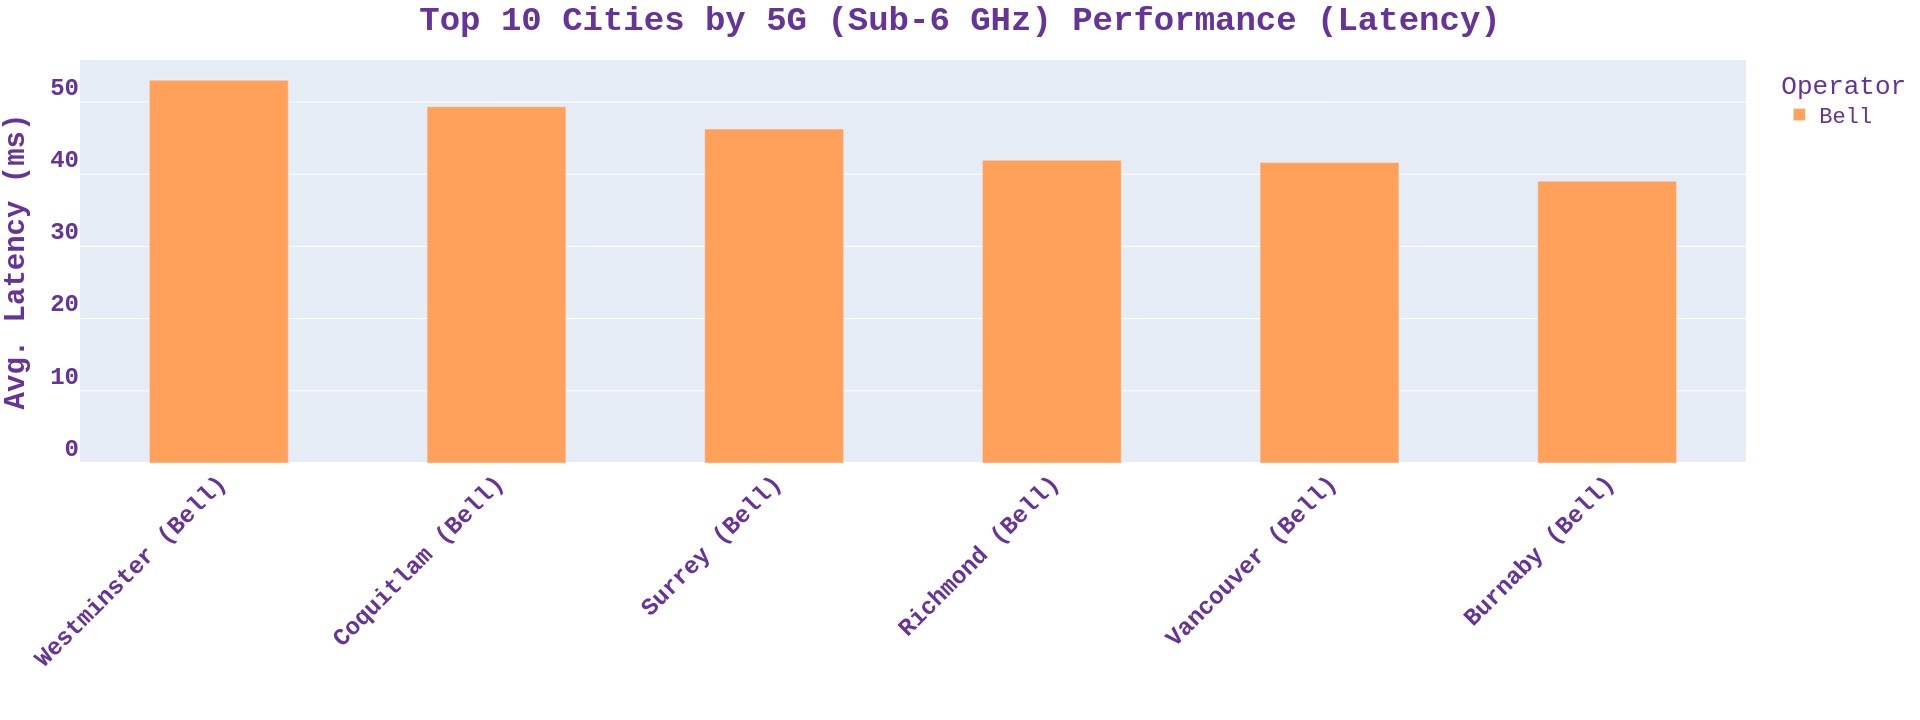 Top 10 Cities by 5G (Sub-6 GHz) Performance (Latency)
Avg. Latency (ms)
50
40
30
20
10
0
Westminster (Bell)
Coquitlam (Bell)
Surrey (Bell)
Richmond (Bell)
Vancouver (Bell)
Burnaby (Bell)
Operator
Bell